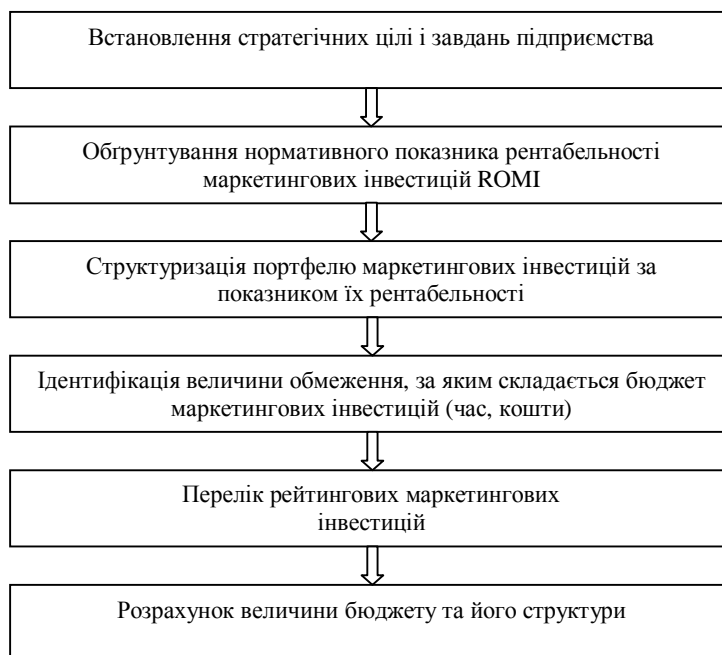 Встановлення стратегічних цілі і завдань підприємства
Обґрунтування нормативного показника рентабельності
маркетингових інвестицій ROMI
Структуризація портфелю маркетингових інвестицій за
показником їх рентабельності
Ідентифікація величини обмеження, за яким складається бюджет
маркетингових інвестицій (час, кошти)
Перелік рейтингових маркетингових
інвестицій
Розрахунок величини бюджету та його структури